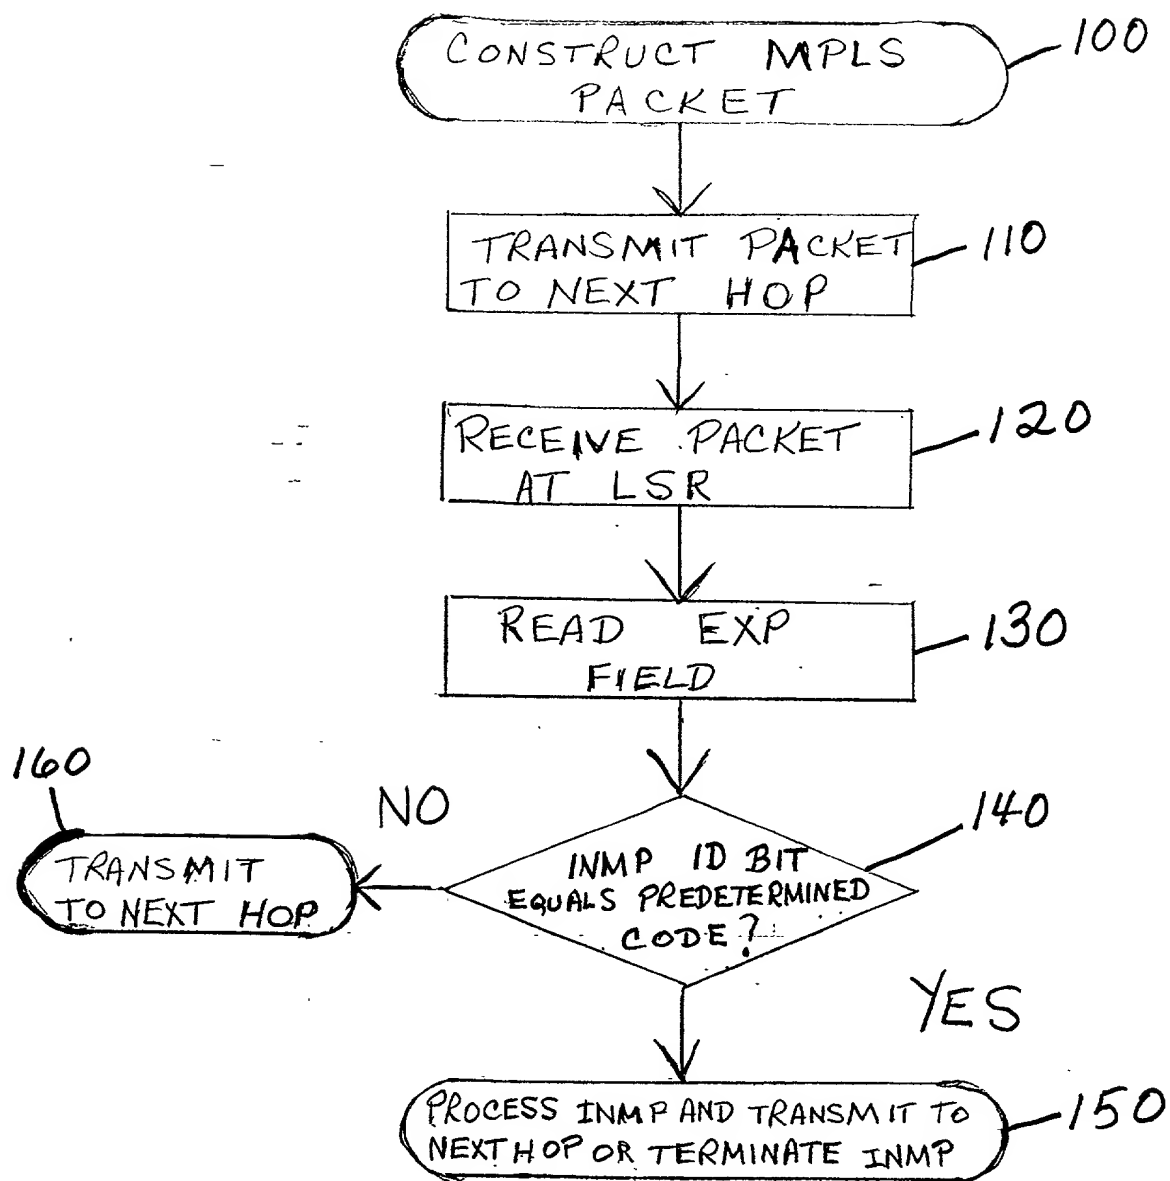 CONSTRUCT MPLS
PACKET
100
TRANSMIT PACKET
TO NEXT HOP
110
RECEIVE PACKET
AT LSR
120
READ EXP
FIELD
130
160
NO
TRANSMIT
TO NEXT HOP
INMP ID BIT
EQUALS PREDETERMINED
CODE?
140
YES
PROCESS INMP AND TRANSMIT TO
NEXT HOP OR TERMINATE INMP
150